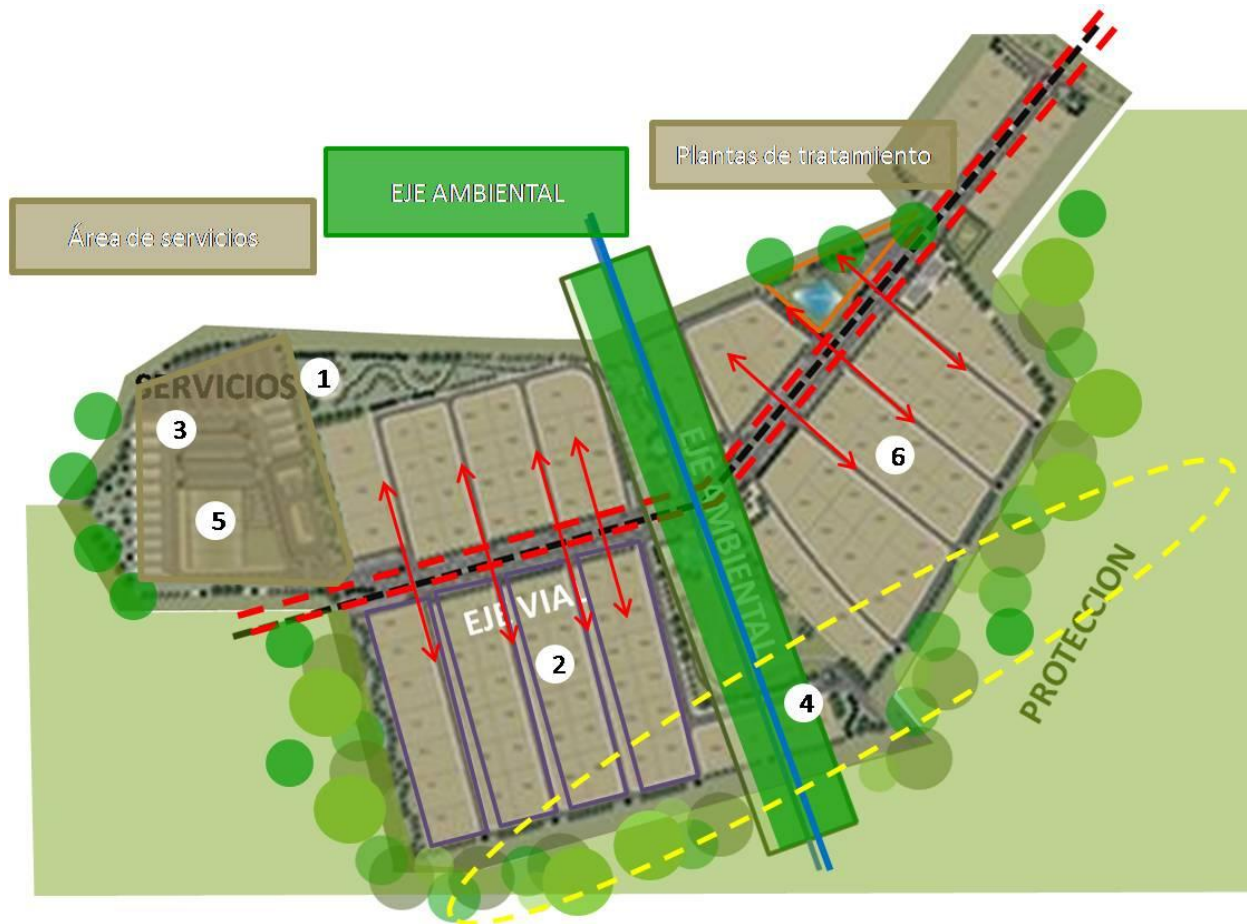 Plantas de tratamiento
EJE AMBIENTAL
Área de servicios
SERVICIOS
1
3
5
EJE VIAL
2
EJE AMBIENTAL
4
6
PROTECCION